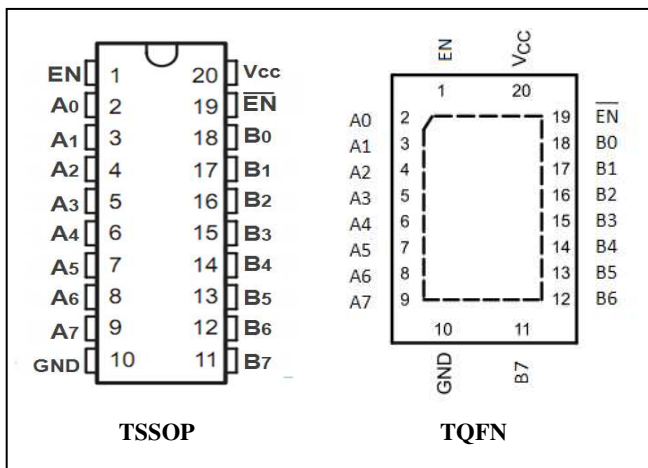 EN 1 20 Vcc
A0 2 19 E̅N̅
A1 3 18 B0
A2 4 17 B1
A3 5 16 B2
A4 6 15 B3
A5 7 14 B4
A6 8 13 B5
A7 9 12 B6
GND 10 11 B7
TSSOP
EN VCC
1 20
A0 2 19 E̅N̅
A1 3 18 B0
A2 4 17 B1
A3 5 16 B2
A4 6 15 B3
A5 7 14 B4
A6 8 13 B5
A7 9 12 B6
10 11
GND B7
TQFN